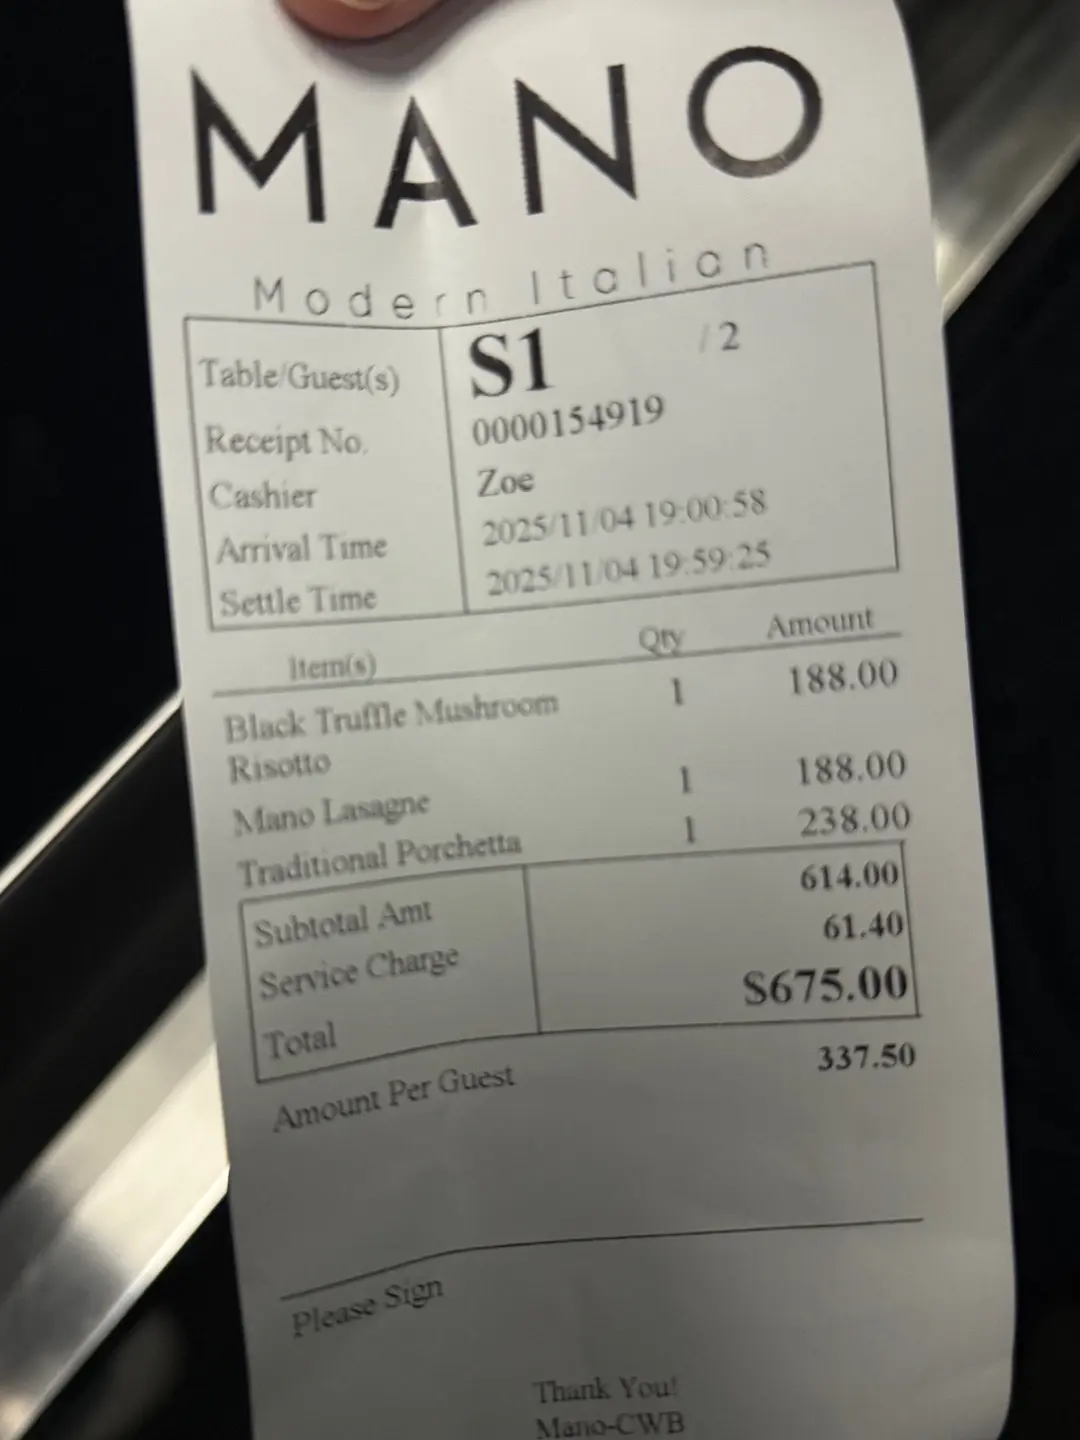 MANO
Modern Italian
Table/Guest(s) S1 / 2
Receipt No. 0000154919
Cashier Zoe
Arrival Time 2025/11/04 19:00:58
Settle Time 2025/11/04 19:59:25
Item(s) Qty Amount
Black Truffle Mushroom 1 188.00
Risotto
Mano Lasagne 1 188.00
Traditional Porchetta 1 238.00
Subtotal Amt 614.00
Service Charge 61.40
Total $675.00
Amount Per Guest 337.50
Please Sign
Thank You!
Mano-CWB